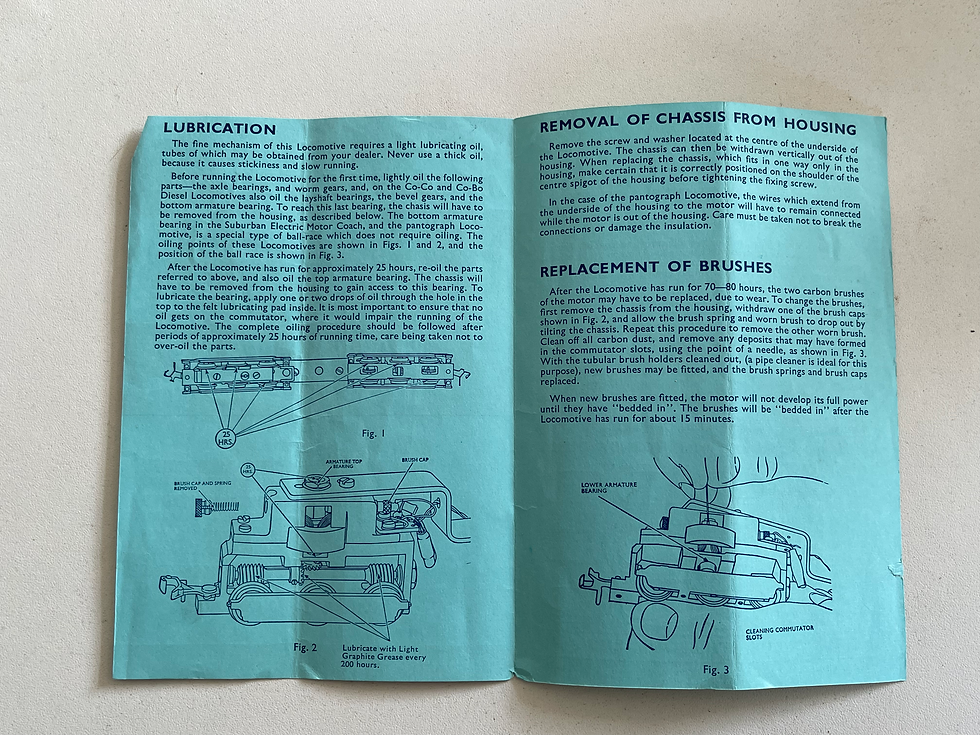 LUBRICATION
The fine mechanism of this Locomotive requires a light lubricating oil,
tubes of which may be obtained from your dealer. Never use a thick oil,
because it causes stickiness and slow running.
Before running the Locomotive for the first time, lightly oil the following
parts—the axle bearings, and worm gears, and, on the Co-Co and Co-Bo
Diesel Locomotives also oil the layshaft bearings, the bevel gears, and the
bottom armature bearing. To reach this last bearing, the chasis will have to
be removed from the housing, as described below. The bottom armature
bearing in the Suburban Electric Motor Coach, and the pantograph Loco-
motive, is a special type of ball-race which does not require oiling. The
oiling points of these Locomotives are shown in Figs. 1 and 2, and the
position of the ball race is shown in Fig. 3.
After the Locomotive has run for approximately 25 hours, re-oil the parts
referred to above, and also oil the top armature bearing. The chassis will
have to be removed from the housing to gain access to this bearing. To
lubricate the bearing, apply one or two drops of oil through the hole in the
top to the felt lubricating pad inside. It is most important to ensure that no
oil gets on the commutator, where it would impair the running of the
Locomotive. The complete oiling procedure should be followed after
periods of approximately 25 hours of running time, care being taken not to
over-oil the parts.
25
HRS.
Fig. 1
25
HRS.
ARMATURE TOP
BEARING
BRUSH CAP
BRUSH CAP AND SPRING
REMOVED
Fig. 2
Lubricate with Light
Graphite Grease every
200 hours.
REMOVAL OF CHASSIS FROM HOUSING
Remove the screw and washer located at the centre of the underside of
the Locomotive. The chassis can then be withdrawn vertically out of the
housing. When replacing the chassis, which fits in one way only in the
housing, make certain that it is correctly positioned on the shoulder of the
centre spigot of the housing before tightening the fixing screw.
In the case of the pantograph Locomotive, the wires which extend from
the underside of the housing to the motor will have to remain connected
while the motor is out of the housing. Care must be taken not to break the
connections or damage the insulation.
REPLACEMENT OF BRUSHES
After the Locomotive has run for 70—80 hours, the two carbon brushes
of the motor may have to be replaced, due to wear. To change the brushes,
first remove the chassis from the housing, withdraw one of the brush caps
shown in Fig. 2, and allow the brush spring and worn brush to drop out by
tilting the chassis. Repeat this procedure to remove the other worn brush.
Clean off all carbon dust, and remove any deposits that may have formed
in the commutator slots, using the point of a needle, as shown in Fig. 3.
With the tubular brush holders cleaned out, (a pipe cleaner is ideal for this
purpose), new brushes may be fitted, and the brush springs and brush caps
replaced.
When new brushes are fitted, the motor will not develop its full power
until they have “bedded in”. The brushes will be “bedded in” after the
Locomotive has run for about 15 minutes.
LOWER ARMATURE
BEARING
CLEANING COMMUTATOR
SLOTS
Fig. 3